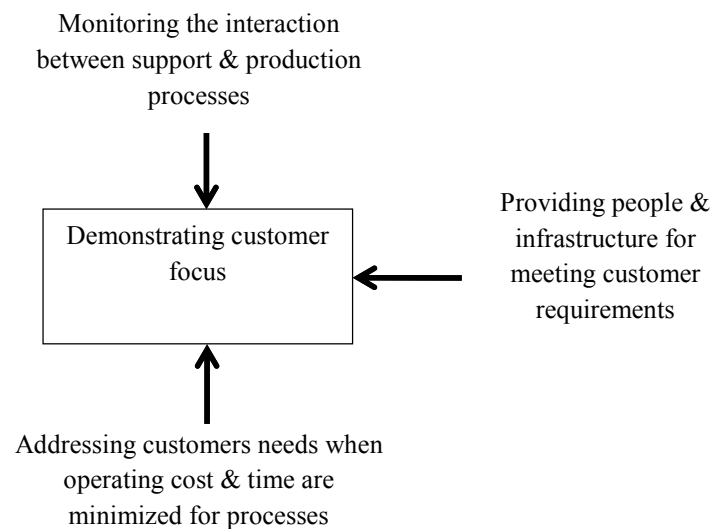 Monitoring the interaction
between support & production
processes
Demonstrating customer
focus
Providing people &
infrastructure for
meeting customer
requirements
Addressing customers needs when
operating cost & time are
minimized for processes